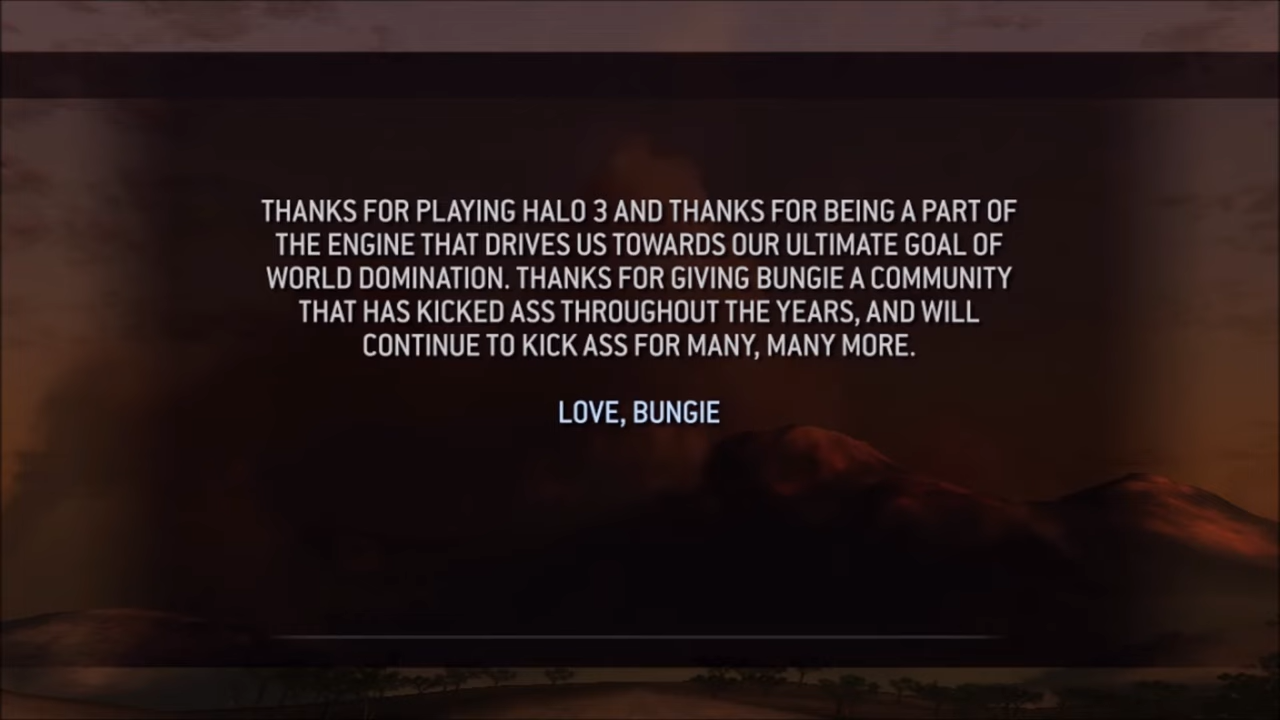 THANKS FOR PLAYING HALO 3 AND THANKS FOR BEING A PART OF
THE ENGINE THAT DRIVES US TOWARDS OUR ULTIMATE GOAL OF
WORLD DOMINATION. THANKS FOR GIVING BUNGIE A COMMUNITY
THAT HAS KICKED ASS THROUGHOUT THE YEARS, AND WILL
CONTINUE TO KICK ASS FOR MANY, MANY MORE.
LOVE, BUNGIE